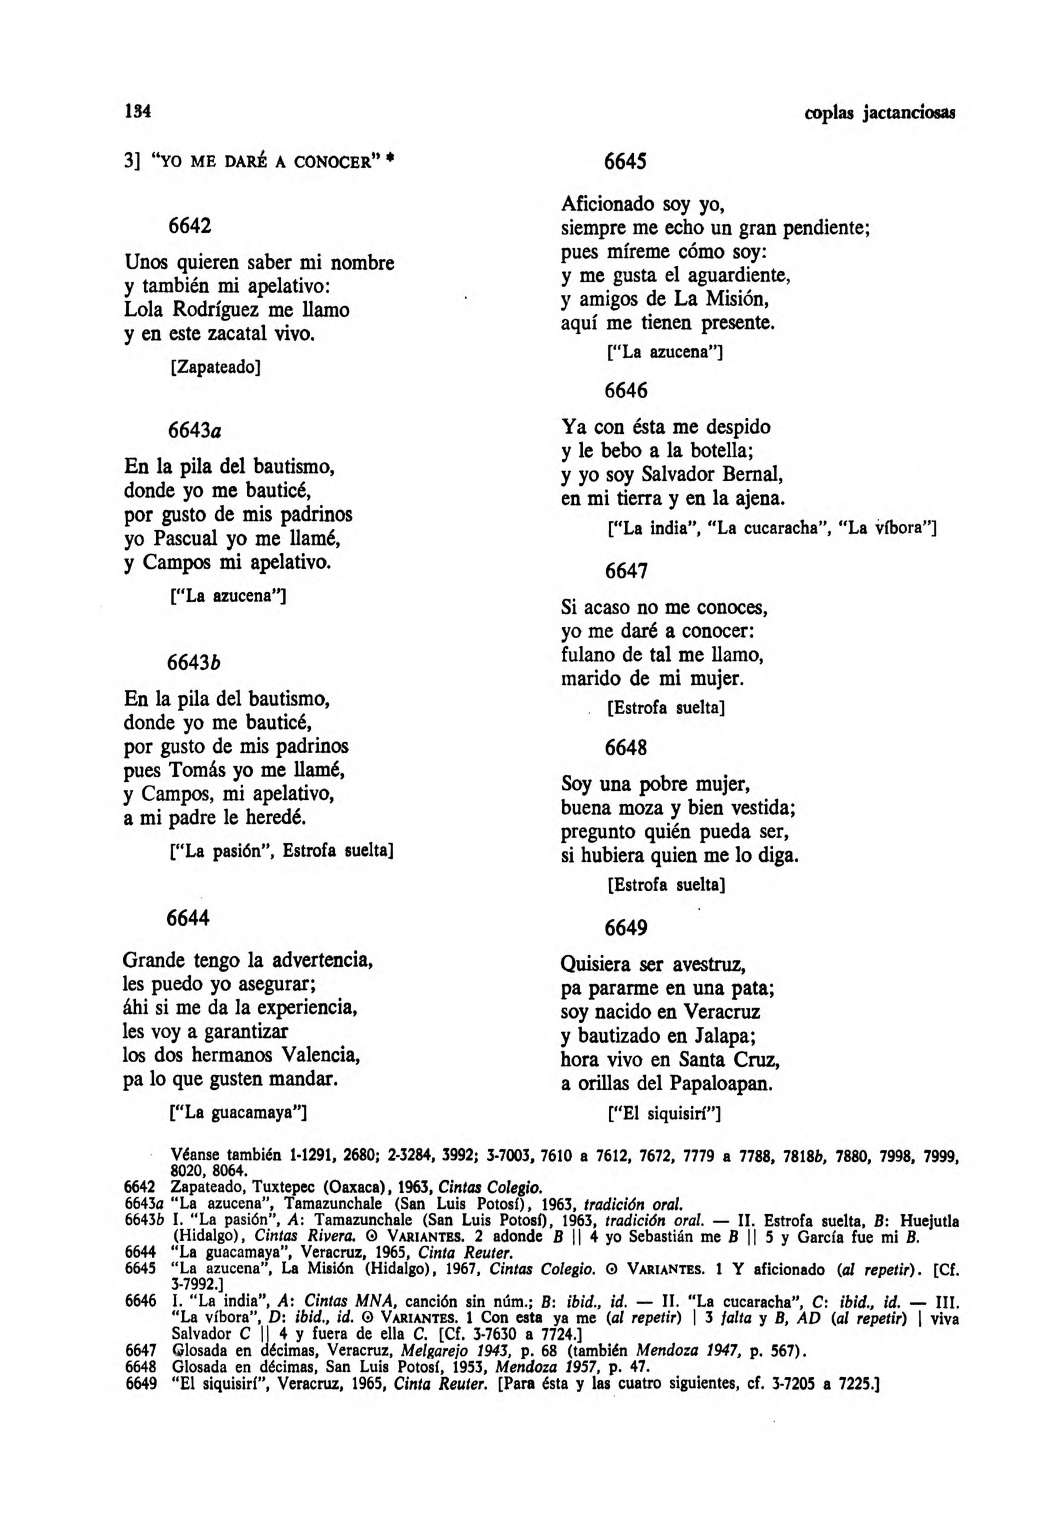 134
coplas jactanciosas
3] “YO ME DARÉ A CONOCER” *
6642
Unos quieren saber mi nombre
y también mi apelativo:
Lola Rodríguez me llamo
y en este zacatal vivo.
[Zapateado]
6643a
En la pila del bautismo,
donde yo me bauticé,
por gusto de mis padrinos
yo Pascual yo me llamé,
y Campos mi apelativo.
[“La azucena”]
6643b
En la pila del bautismo,
donde yo me bauticé,
por gusto de mis padrinos
pues Tomás yo me llamé,
y Campos, mi apelativo,
a mi padre le heredé.
[“La pasión”, Estrofa suelta]
6644
Grande tengo la advertencia,
les puedo yo asegurar;
áhi si me da la experiencia,
les voy a garantizar
los dos hermanos Valencia,
pa lo que gusten mandar.
[“La guacamaya”]
6645
Aficionado soy yo,
siempre me echo un gran pendiente;
pues míreme cómo soy:
y me gusta el aguardiente,
y amigos de La Misión,
aquí me tienen presente.
[“La azucena”]
6646
Ya con ésta me despido
y le bebo a la botella;
y yo soy Salvador Bernal,
en mi tierra y en la ajena.
[“La india”, “La cucaracha”, “La víbora”]
6647
Si acaso no me conoces,
yo me daré a conocer:
fulano de tal me llamo,
marido de mi mujer.
[Estrofa suelta]
6648
Soy una pobre mujer,
buena moza y bien vestida;
pregunto quién pueda ser,
si hubiera quien me lo diga.
[Estrofa suelta]
6649
Quisiera ser avestruz,
pa pararme en una pata;
soy nacido en Veracruz
y bautizado en Jalapa;
hora vivo en Santa Cruz,
a orillas del Papaloapan.
[“El siquisirí”]
Véanse también 1-1291, 2680; 2-3284, 3992; 3-7003, 7610 a 7612, 7672, 7779 a 7788, 7818b, 7880, 7998, 7999,
8020, 8064.
6642 Zapateado, Tuxtepec (Oaxaca), 1963, Cintas Colegio.
6643a “La azucena”, Tamazunchale (San Luis Potosí), 1963, tradición oral.
6643b I. “La pasión”, A: Tamazunchale (San Luis Potosí), 1963, tradición oral. — II. Estrofa suelta, B: Huejutla
(Hidalgo), Cintas Rivera. ⊙ VARIANTES. 2 adonde B || 4 yo Sebastián me B || 5 y García fue mi B.
6644 “La guacamaya”, Veracruz, 1965, Cinta Reuter.
6645 “La azucena”, La Misión (Hidalgo), 1967, Cintas Colegio. ⊙ VARIANTES. 1 Y aficionado (al repetir). [Cf.
3-7992.]
6646 I. “La india”, A: Cintas MNA, canción sin núm.; B: ibid., id. — II. “La cucaracha”, C: ibid., id. — III.
“La víbora”, D: ibid., id. ⊙ VARIANTES. 1 Con esta ya me (al repetir) | 3 falta y B, AD (al repetir) | viva
Salvador C || 4 y fuera de ella C. [Cf. 3-7630 a 7724.]
6647 Glosada en décimas, Veracruz, Melgarejo 1943, p. 68 (también Mendoza 1947, p. 567).
6648 Glosada en décimas, San Luis Potosí, 1953, Mendoza 1957, p. 47.
6649 “El siquisirí”, Veracruz, 1965, Cinta Reuter. [Para ésta y las cuatro siguientes, cf. 3-7205 a 7225.]